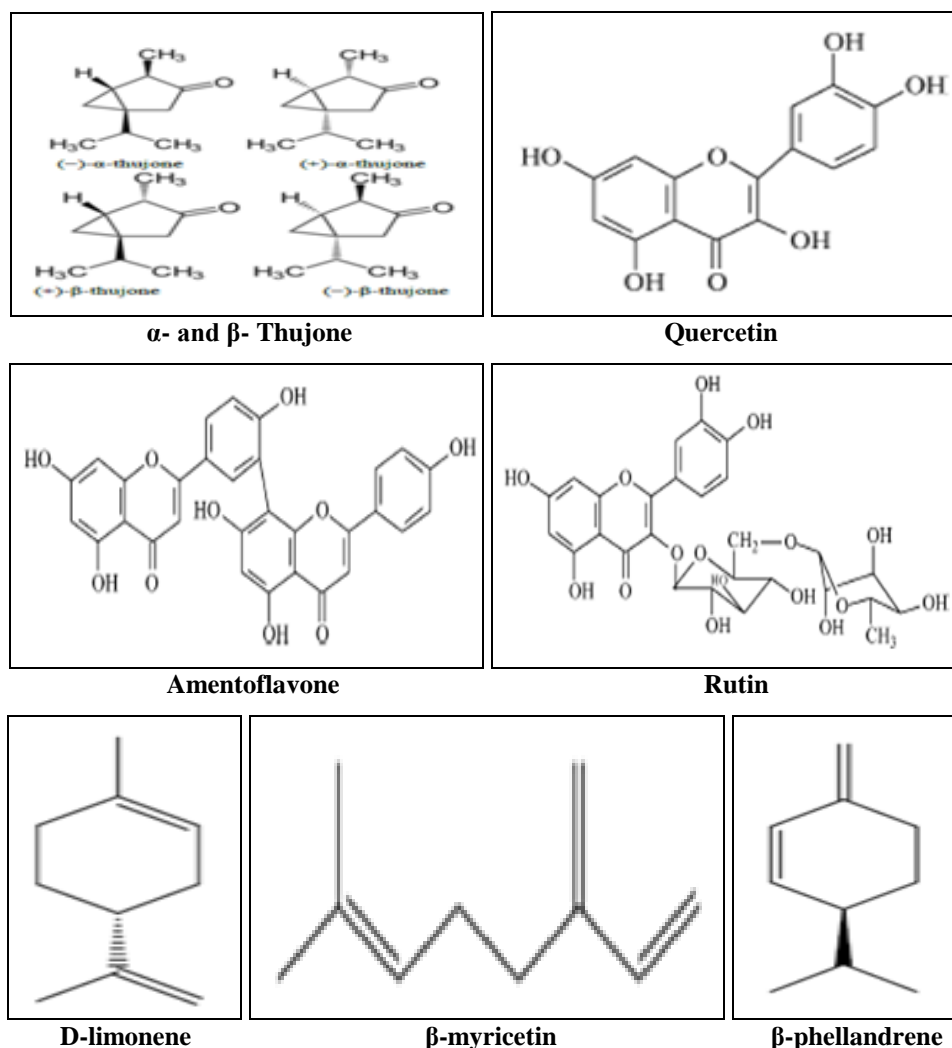 CH₃ CH₃
H O H O
H₃C CH₃ H₃C CH₃
(−)-α-thujone (+)-α-thujone
CH₃ CH₃
H O H O
H₃C CH₃ H₃C CH₃
(+)-β-thujone (−)-β-thujone
α- and β- Thujone
OH
OH
HO O
OH
OH O
Quercetin
OH
OH
HO O
HO O
OH O
OH O
Amentoflavone
OH
OH
HO O
CH₂—O OH
O O HO
OH O OH O OH
OH OH CH₃
Rutin
D-limonene
β-myricetin
β-phellandrene